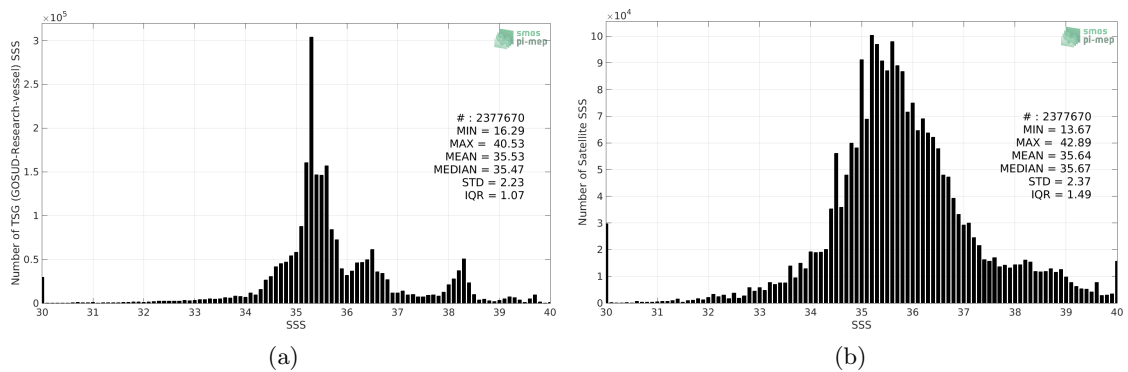 ×10⁵
3
2.5
2
1.5
1
0.5
0
30 31 32 33 34 35 36 37 38 39 40
SSS
Number of TSG (GOSUD-Research-vessel) SSS
smos
pi-mep
# : 2377670
MIN = 16.29
MAX = 40.53
MEAN = 35.53
MEDIAN = 35.47
STD = 2.23
IQR = 1.07
(a)
×10⁴
10
9
8
7
6
5
4
3
2
1
0
30 31 32 33 34 35 36 37 38 39 40
SSS
Number of Satellite SSS
smos
pi-mep
# : 2377670
MIN = 13.67
MAX = 42.89
MEAN = 35.64
MEDIAN = 35.67
STD = 2.37
IQR = 1.49
(b)